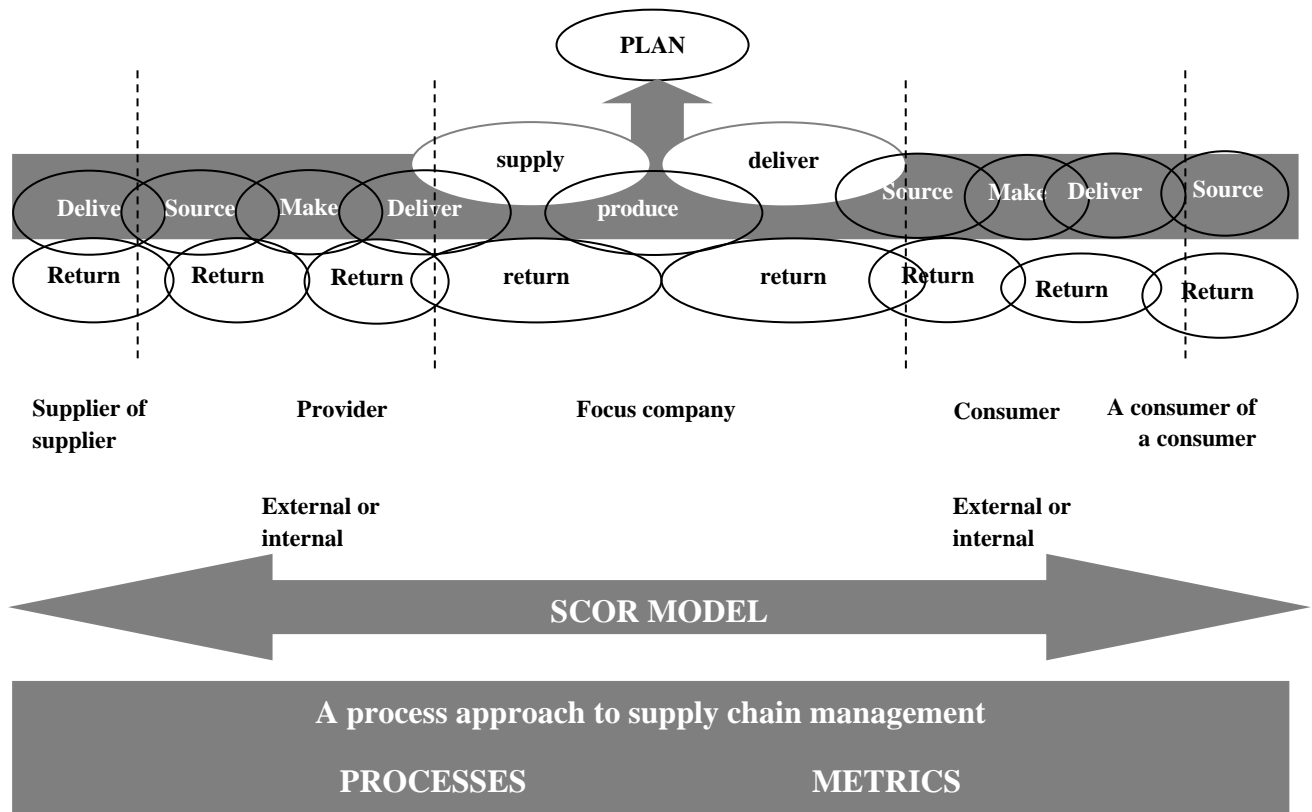 PLAN
supply
deliver
Delive
Source
Make
Deliver
produce
Source
Make
Deliver
Source
Return
Return
Return
return
return
Return
Return
Return
Supplier of
supplier
Provider
Focus company
Consumer
A consumer of
a consumer
External or
internal
External or
internal
SCOR MODEL
A process approach to supply chain management
PROCESSES
METRICS